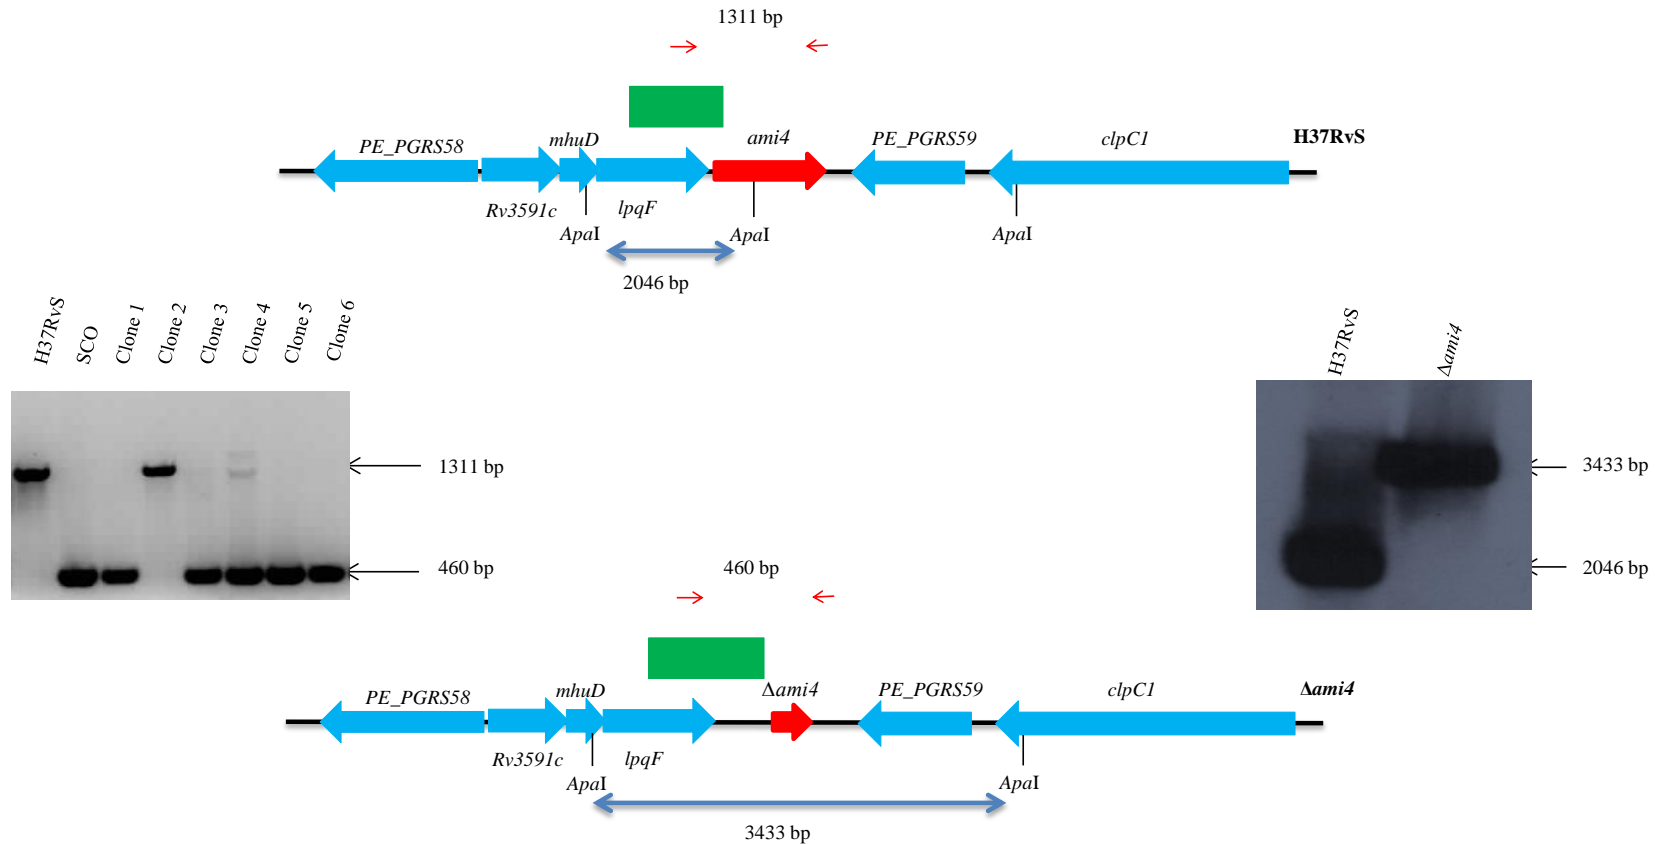 1311 bp
PE_PGRS58
mhuD
ami4
PE_PGRS59
clpC1
H37RvS
Rv3591c
lpqF
ApaI
ApaI
ApaI
2046 bp
H37RvS
SCO
Clone 1
Clone 2
Clone 3
Clone 4
Clone 5
Clone 6
1311 bp
460 bp
H37RvS
Δami4
3433 bp
2046 bp
460 bp
PE_PGRS58
mhuD
Δami4
PE_PGRS59
clpC1
Δami4
Rv3591c
lpqF
ApaI
ApaI
3433 bp